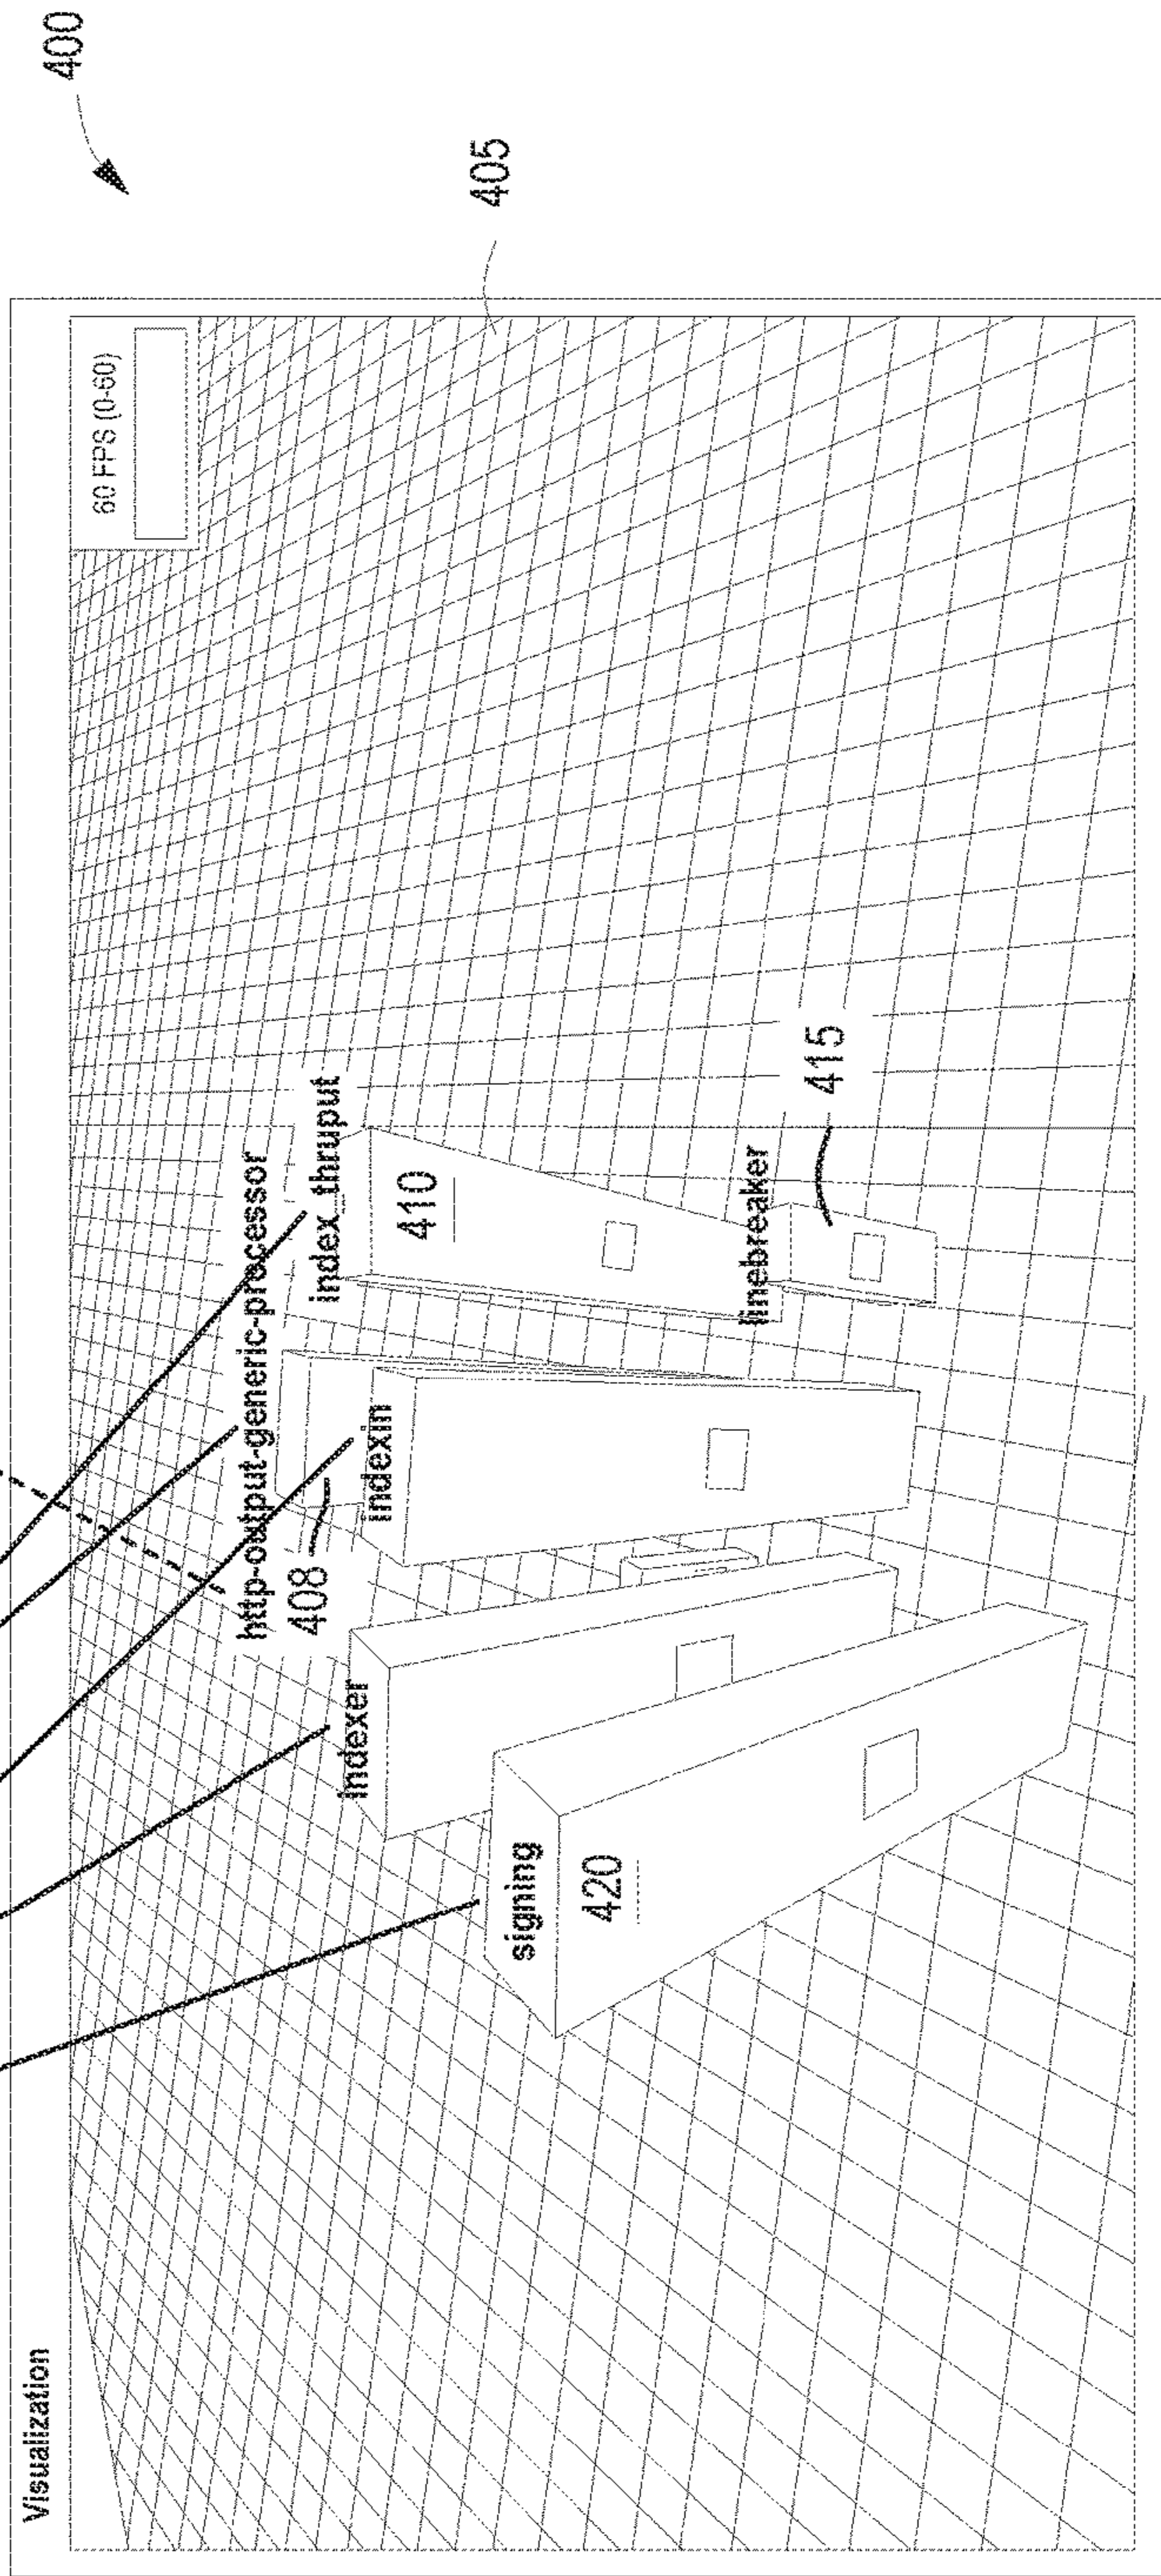 400
405
Visualization
60 FPS (0-60)
http-output-generic-processor
408
index_thruput
410
indexin
indexer
signing
420
linebreaker
415